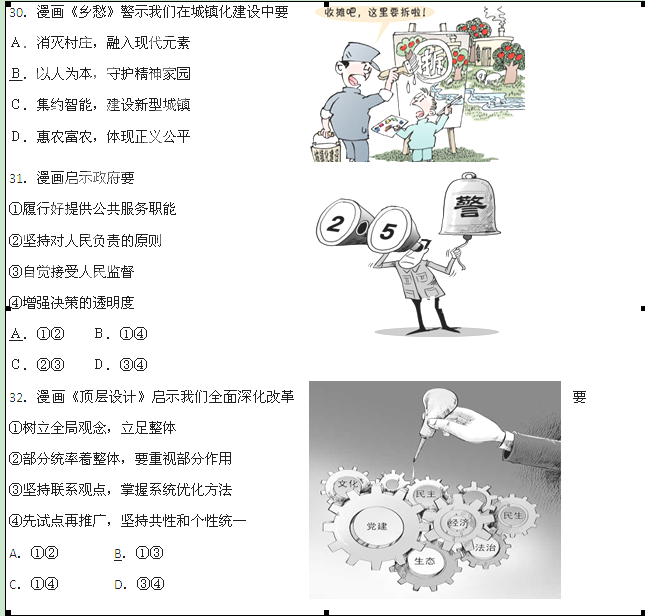 30. 漫画《乡愁》警示我们在城镇化建设中要
收摊吧，这里要拆啦！
拆
A. 消灭村庄，融入现代元素
B. 以人为本，守护精神家园
C. 集约智能，建设新型城镇
D. 惠农富农，体现正义公平
31. 漫画启示政府要
①履行好提供公共服务职能
②坚持对人民负责的原则
③自觉接受人民监督
④增强决策的透明度
A. ①② B. ①④
C. ②③ D. ③④
2 5
警
32. 漫画《顶层设计》启示我们全面深化改革 要
①树立全局观念，立足整体
②部分统率着整体，要重视部分作用
③坚持联系观点，掌握系统优化方法
④先试点再推广，坚持共性和个性统一
A. ①② B. ①③
C. ①④ D. ③④
文化
民主
党建
经济
民生
法治
生态